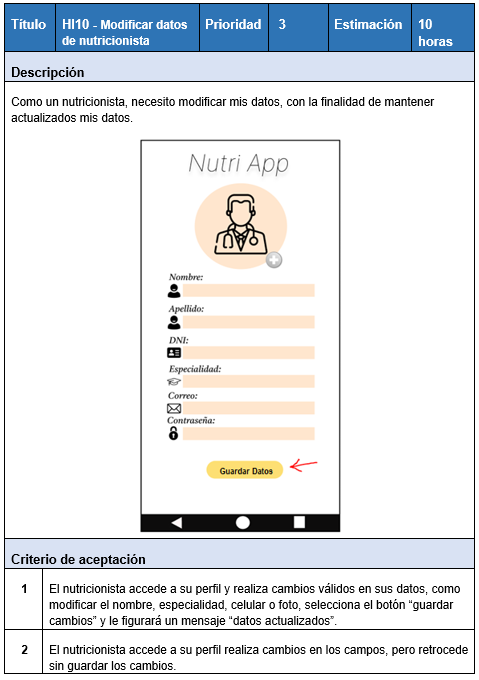 Título HI10 - Modificar datos Prioridad 3 Estimación 10
de nutricionista horas
Descripción
Como un nutricionista, necesito modificar mis datos, con la finalidad de mantener
actualizados mis datos.
Nutri App
Nombre:
Apellido:
DNI:
Especialidad:
Correo:
Contraseña:
Guardar Datos
Criterio de aceptación
1 El nutricionista accede a su perfil y realiza cambios válidos en sus datos, como
modificar el nombre, especialidad, celular o foto, selecciona el botón “guardar
cambios” y le figurará un mensaje “datos actualizados”.
2 El nutricionista accede a su perfil realiza cambios en los campos, pero retrocede
sin guardar los cambios.